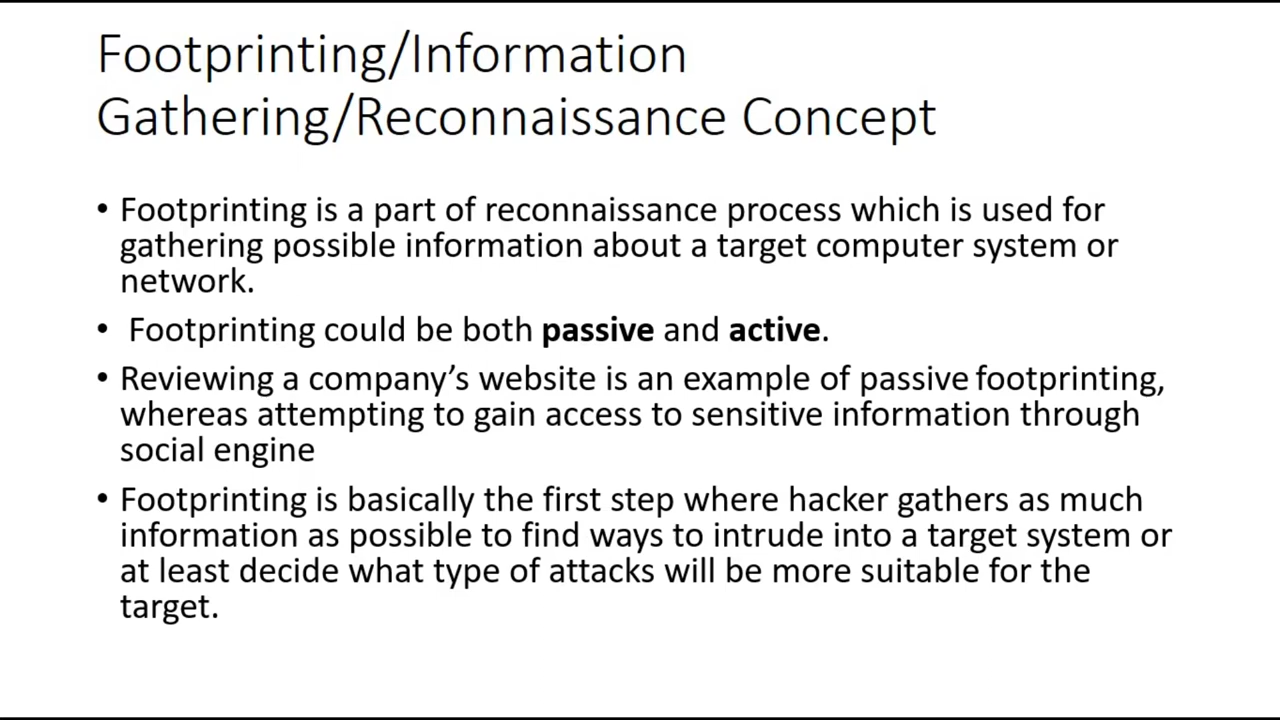 Footprinting/Information
Gathering/Reconnaissance Concept
• Footprinting is a part of reconnaissance process which is used for
gathering possible information about a target computer system or
network.
• Footprinting could be both passive and active.
• Reviewing a company’s website is an example of passive footprinting,
whereas attempting to gain access to sensitive information through
social engine
• Footprinting is basically the first step where hacker gathers as much
information as possible to find ways to intrude into a target system or
at least decide what type of attacks will be more suitable for the
target.